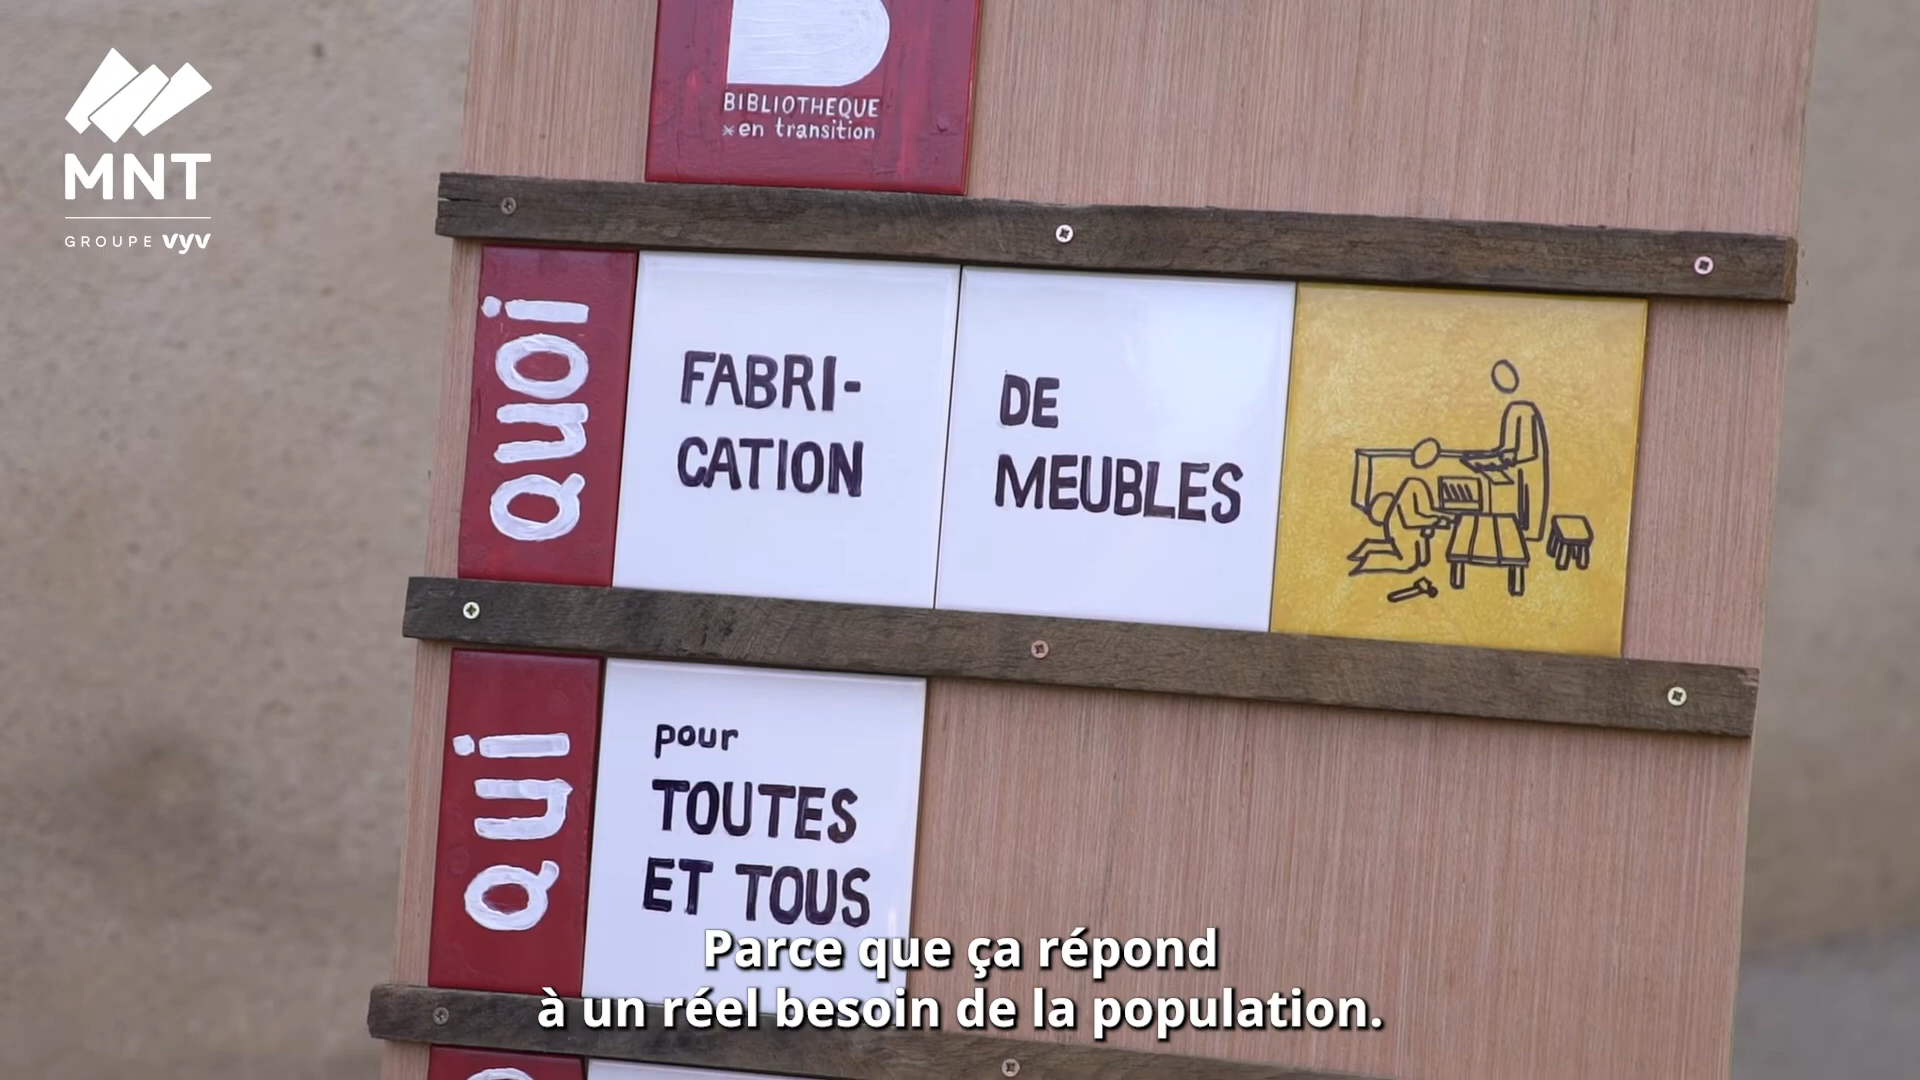 MNT
GROUPE vyv
BIBLIOTHEQUE
*en transition
quoi
FABRI-
CATION
DE
MEUBLES
qui
pour
TOUTES
ET TOUS
Parce que ça répond
à un réel besoin de la population.